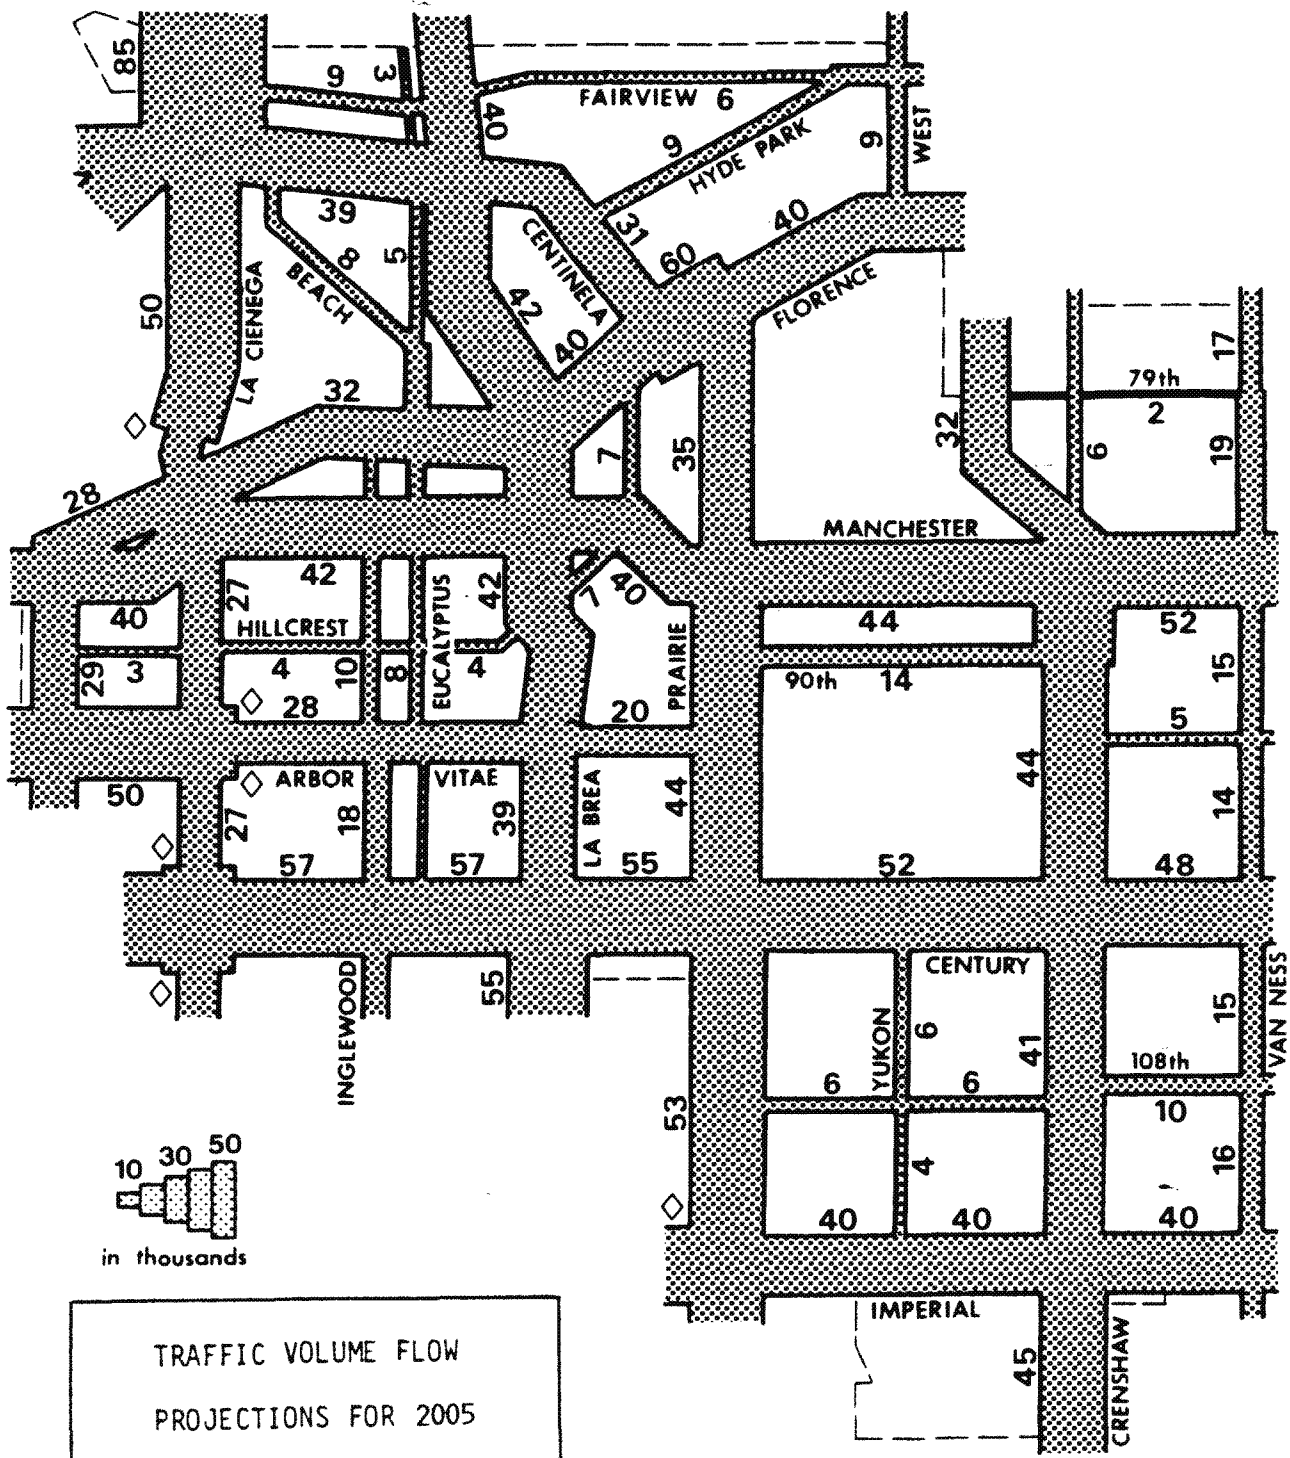 85
9
3
FAIRVIEW 6
40
9
HYDE PARK
9
WEST
39
8
5
BEACH
50
LA CIENEGA
CENTINELA
42
40
31
60
40
FLORENCE
17
79th
2
32
32
6
19
7
35
28
MANCHESTER
42
27
HILLCREST
EUCALYPTUS
42
7
40
40
44
52
29
3
4
10
8
4
28
20
PRAIRIE
90th
14
15
5
50
ARBOR
VITAE
27
18
39
LA BREA
44
44
14
57
57
55
52
48
INGLEWOOD
55
CENTURY
YUKON
6
41
15
VAN NESS
108th
6
6
53
10
4
16
40
40
40
10 30 50
in thousands
IMPERIAL
45
CRENSHAW
TRAFFIC VOLUME FLOW
PROJECTIONS FOR 2005